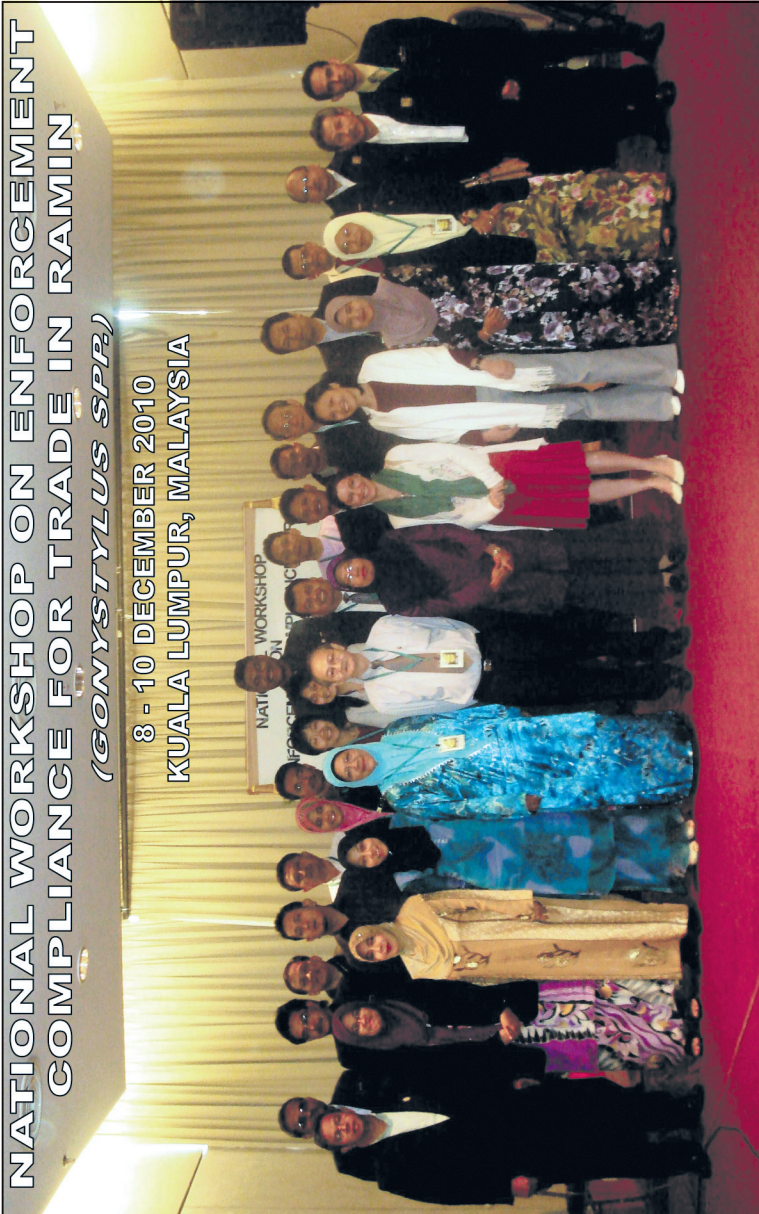 NATIONAL WORKSHOP ON ENFORCEMENT
COMPLIANCE FOR TRADE IN RAMIN
(GONYSTYLUS SPP.)
8 - 10 DECEMBER 2010
KUALA LUMPUR, MALAYSIA
WORKSHOP
ON